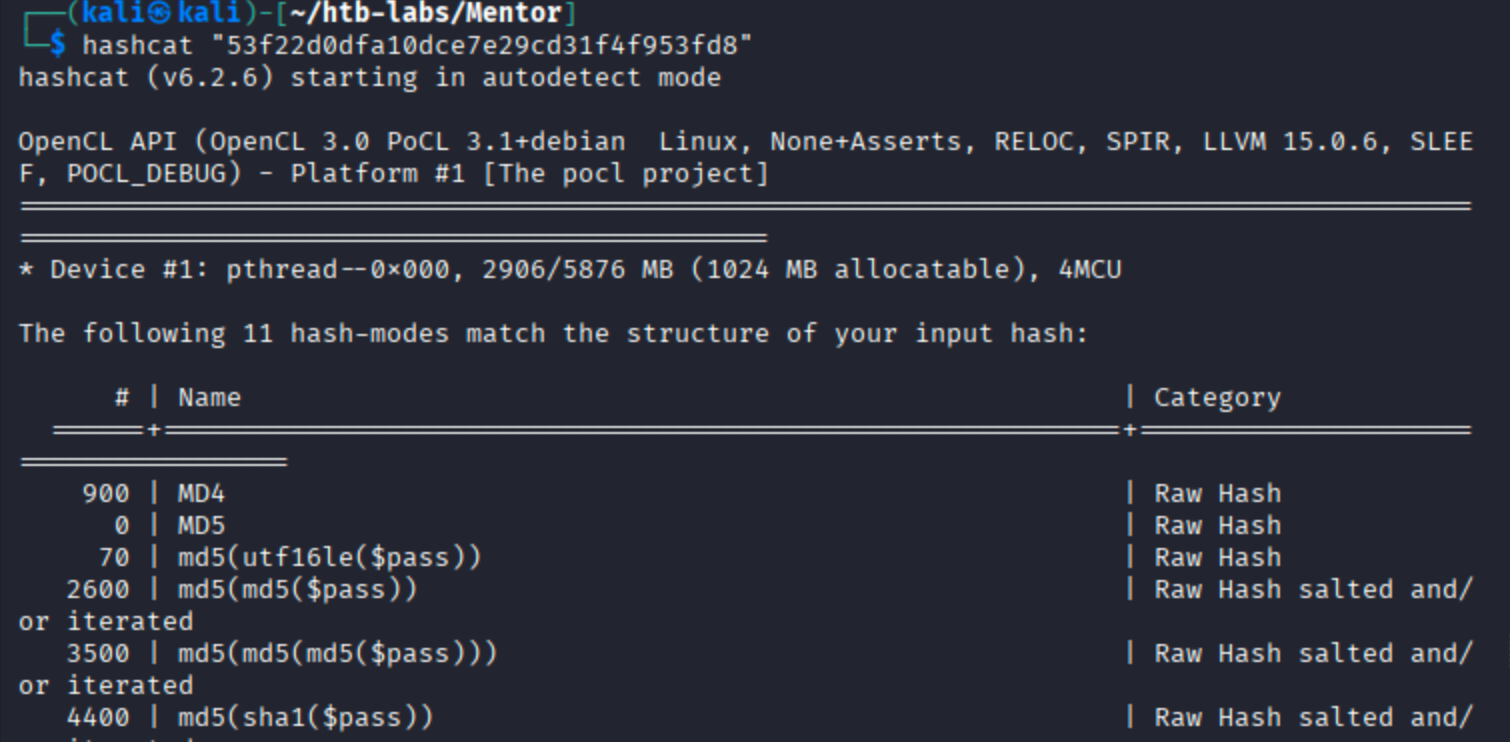 ┌──(kali㉿kali)-[~/htb-labs/Mentor]
└─$ hashcat "53f22d0dfa10dce7e29cd31f4f953fd8"
hashcat (v6.2.6) starting in autodetect mode
OpenCL API (OpenCL 3.0 PoCL 3.1+debian  Linux, None+Asserts, RELOC, SPIR, LLVM 15.0.6, SLEE
F, POCL_DEBUG) - Platform #1 [The pocl project]
* Device #1: pthread--0×000, 2906/5876 MB (1024 MB allocatable), 4MCU
The following 11 hash-modes match the structure of your input hash:
# | Name | Category
900 | MD4 | Raw Hash
0 | MD5 | Raw Hash
70 | md5(utf16le($pass)) | Raw Hash
2600 | md5(md5($pass)) | Raw Hash salted and/
or iterated
3500 | md5(md5(md5($pass))) | Raw Hash salted and/
or iterated
4400 | md5(sha1($pass)) | Raw Hash salted and/